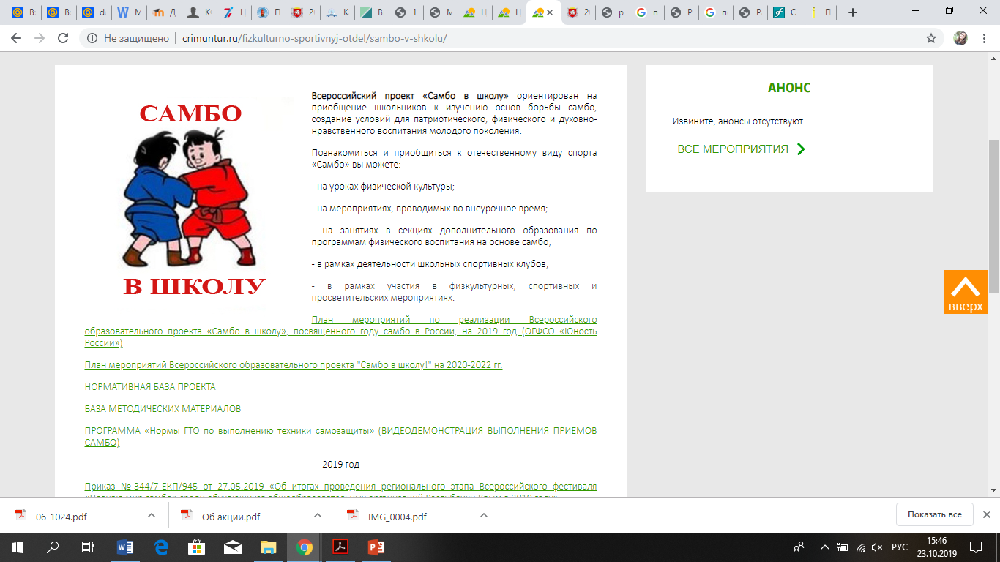 В:
В:
d
W
Д
К
Ц
П
20
К
В
1
М
Ц
Ц
20
р
п
Р
п
Р
С
П
Не защищено | crimuntur.ru/fizkulturno-sportivnyj-otdel/sambo-v-shkolu/
САМБО
В ШКОЛУ
Всероссийский проект «Самбо в школу» ориентирован на
приобщение школьников к изучению основ борьбы самбо,
создание условий для патриотического, физического и духовно-
нравственного воспитания молодого поколения.
Познакомиться и приобщиться к отечественному виду спорта
«Самбо» вы можете:
- на уроках физической культуры;
- на мероприятиях, проводимых во внеурочное время;
- на занятиях в секциях дополнительного образования по
программам физического воспитания на основе самбо;
- в рамках деятельности школьных спортивных клубов;
- в рамках участия в физкультурных, спортивных и
просветительских мероприятиях.
План мероприятий по реализации Всероссийского
образовательного проекта «Самбо в школу», посвященного году самбо в России, на 2019 год (ОГФСО «Юность
России»)
План мероприятий Всероссийского образовательного проекта "Самбо в школу!" на 2020-2022 гг.
НОРМАТИВНАЯ БАЗА ПРОЕКТА
БАЗА МЕТОДИЧЕСКИХ МАТЕРИАЛОВ
ПРОГРАММА «Нормы ГТО по выполнению техники самозащиты» (ВИДЕОДЕМОНСТРАЦИЯ ВЫПОЛНЕНИЯ ПРИЕМОВ
САМБО)
2019 год
Приказ №344/7-ЕКП/945 от 27.05.2019 «Об итогах проведения регионального этапа Всероссийского фестиваля
АНОНС
Извините, анонсы отсутствуют.
ВСЕ МЕРОПРИЯТИЯ
вверх
06-1024.pdf
Об акции.pdf
IMG_0004.pdf
Показать все
РУС
15:46
23.10.2019